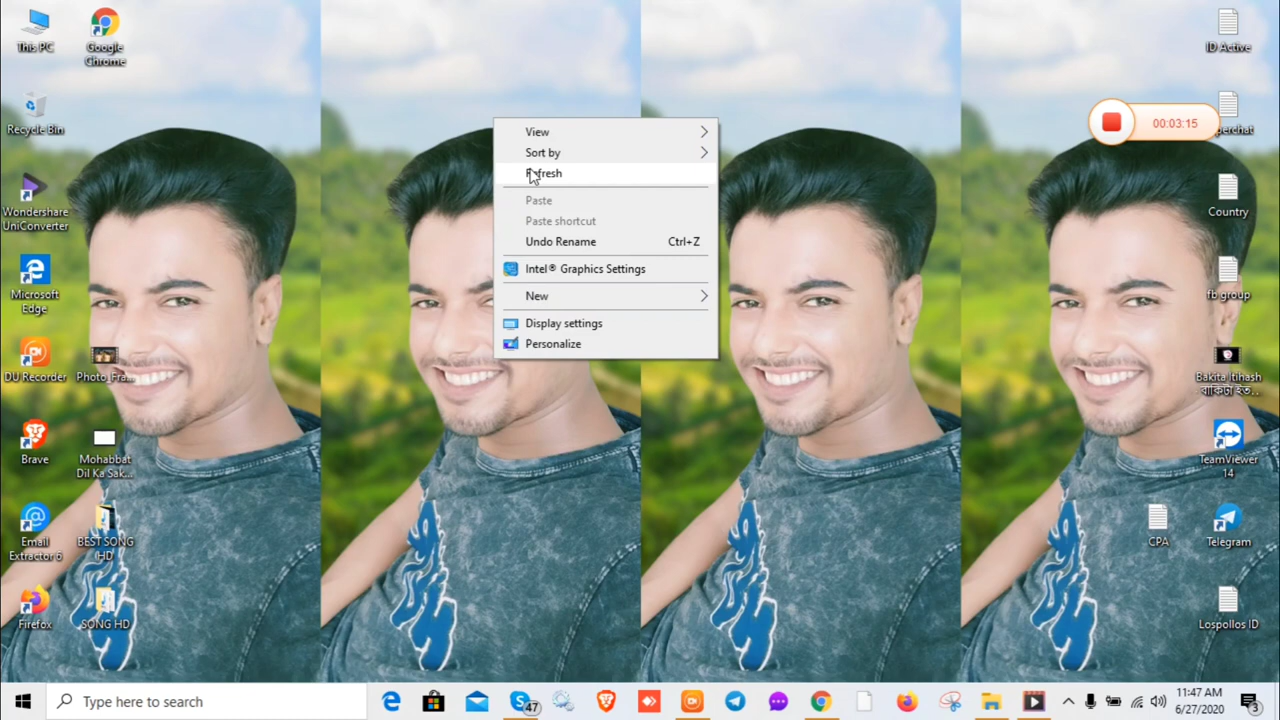 This PC
Google
Chrome
Recycle Bin
Wondershare
UniConverter
Microsoft
Edge
DU Recorder
Photo_Fra...
Brave
Mohabbat
Dil Ka Sak...
Email
Extractor 6
BEST SONG
HD
Firefox
SONG HD
View
Sort by
Refresh
Paste
Paste shortcut
Undo Rename Ctrl+Z
Intel® Graphics Settings
New
Display settings
Personalize
ID Active
00:03:15
Country
fb group
Bakita_Itihash
TeamViewer
14
CPA
Telegram
Lospollos ID
Type here to search
47
11:47 AM
6/27/2020
3